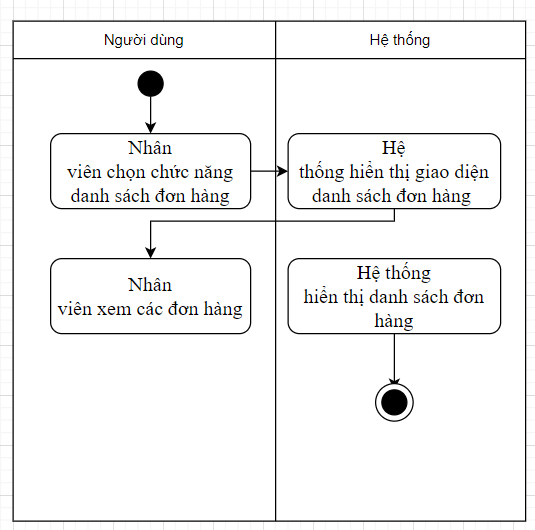 Người dùng
Hệ thống
Nhân
viên chọn chức năng
danh sách đơn hàng
Hệ
thống hiển thị giao diện
danh sách đơn hàng
Nhân
viên xem các đơn hàng
Hệ thống
hiển thị danh sách đơn
hàng